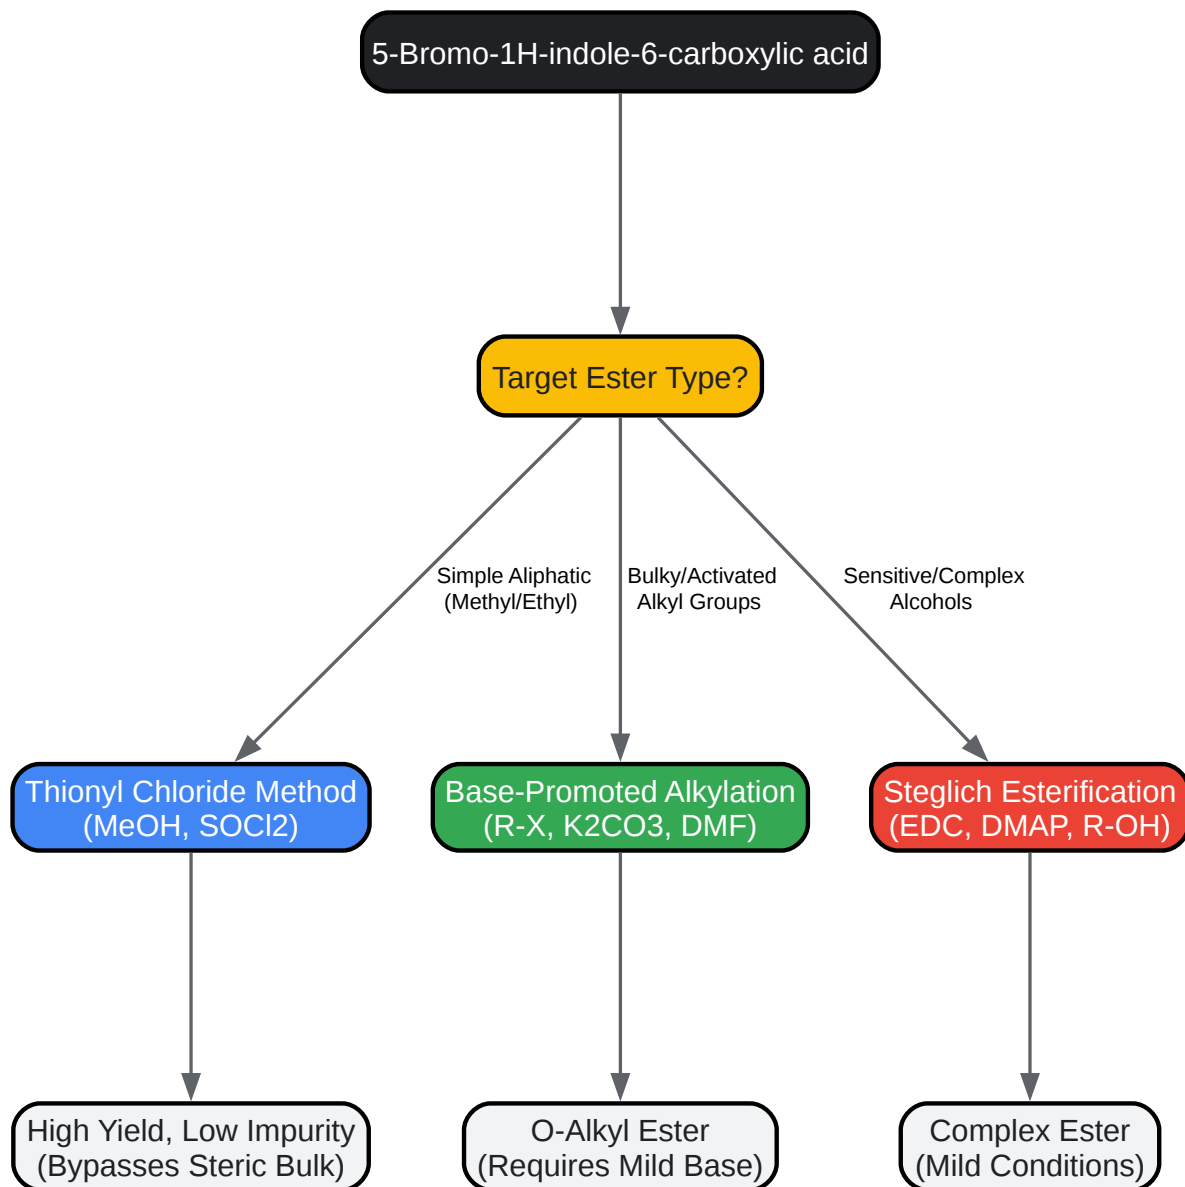 5-Bromo-1H-indole-6-carboxylic acid
Target Ester Type?
Simple Aliphatic
(Methyl/Ethyl)
Bulky/Activated
Alkyl Groups
Sensitive/Complex
Alcohols
Thionyl Chloride Method
(MeOH, SOCl2)
Base-Promoted Alkylation
(R-X, K2CO3, DMF)
Steglich Esterification
(EDC, DMAP, R-OH)
High Yield, Low Impurity
(Bypasses Steric Bulk)
O-Alkyl Ester
(Requires Mild Base)
Complex Ester
(Mild Conditions)